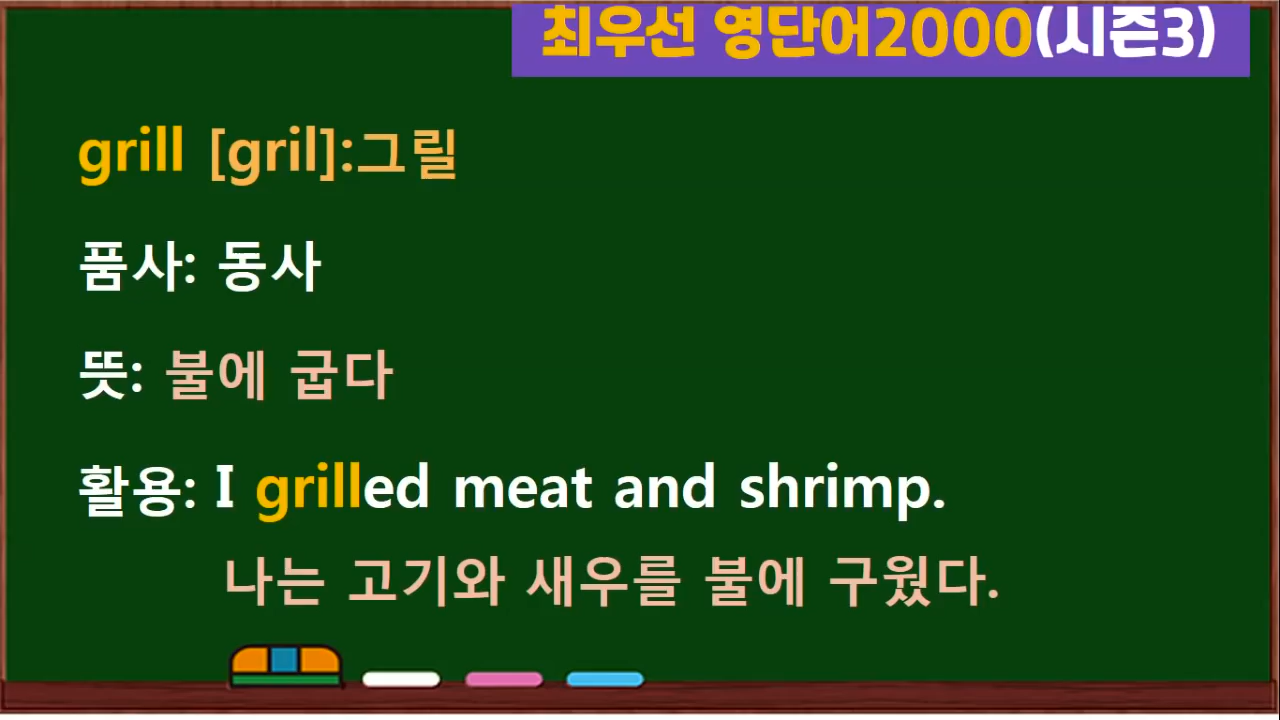 최우선 영단어2000(시즌3)
grill [gril]:그릴
품사: 동사
뜻: 불에 굽다
활용: I grilled meat and shrimp.
나는 고기와 새우를 불에 구웠다.